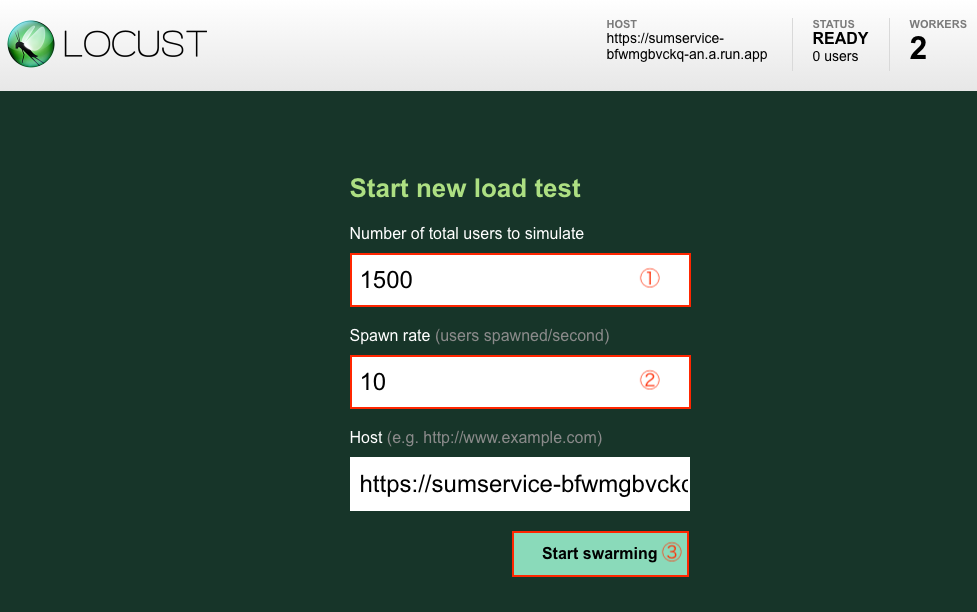 LOCUST
HOST
https://sumservice-
bfwmgbvckq-an.a.run.app
STATUS
READY
0 users
WORKERS
2
Start new load test
Number of total users to simulate
1500 ①
Spawn rate (users spawned/second)
10 ②
Host (e.g. http://www.example.com)
https://sumservice-bfwmgbvckq
Start swarming ③